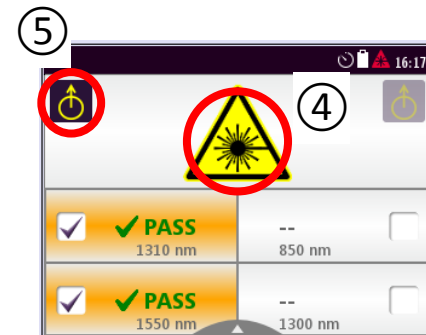 ⑤
16:17
④
✓ PASS --
1310 nm 850 nm
✓ PASS --
1550 nm 1300 nm